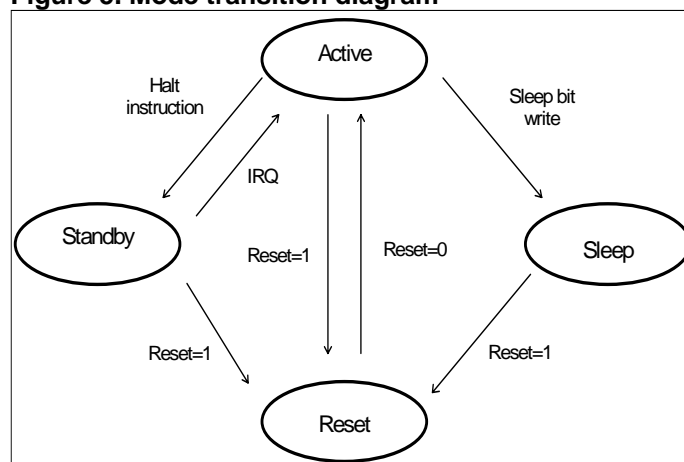 Figure 3. Mode transition diagram
Active
Halt
instruction
Sleep bit
write
IRQ
Standby
Reset=1
Reset=0
Sleep
Reset=1
Reset=1
Reset